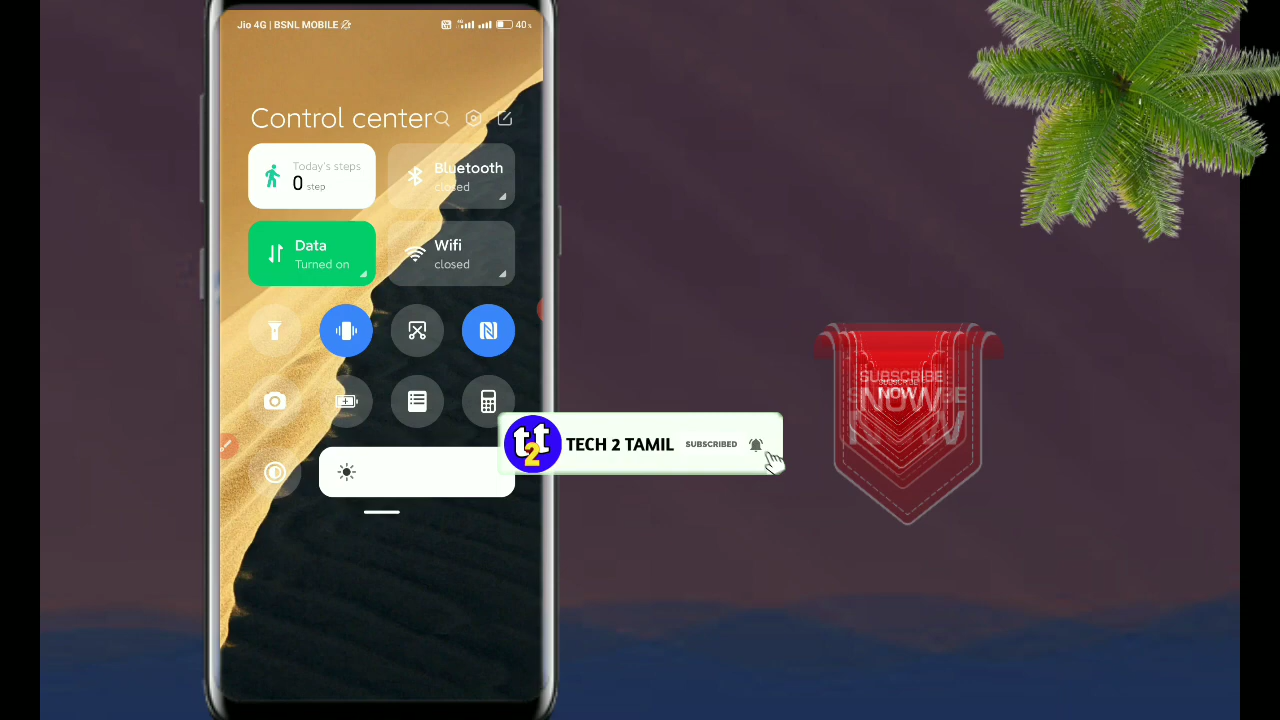 Jio 4G | BSNL MOBILE
40
Control center
Today's steps
0 step
Bluetooth
closed
Data
Turned on
Wifi
closed
t2t
TECH 2 TAMIL
SUBSCRIBED
SUBSCRIBE
NOW